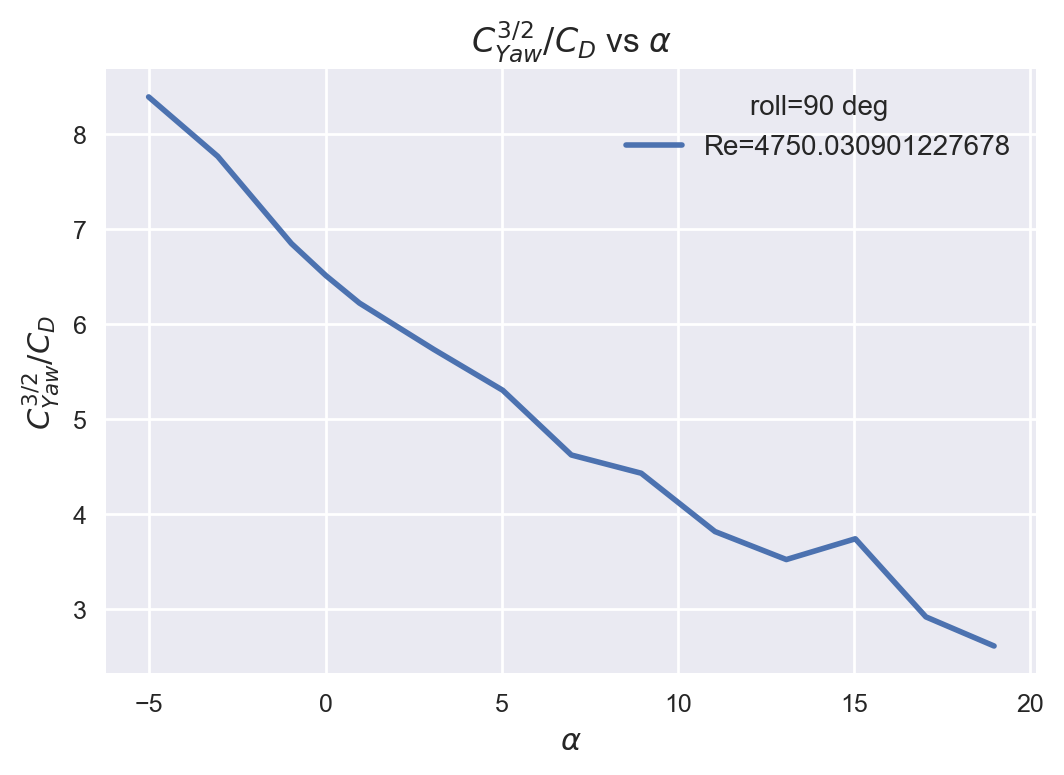 $C_{Yaw}^{3/2}/C_D$ vs $\alpha$
roll=90 deg
Re=4750.030901227678
$C_{Yaw}^{3/2}/C_D$
8
7
6
5
4
3
−5 0 5 10 15 20
$\alpha$